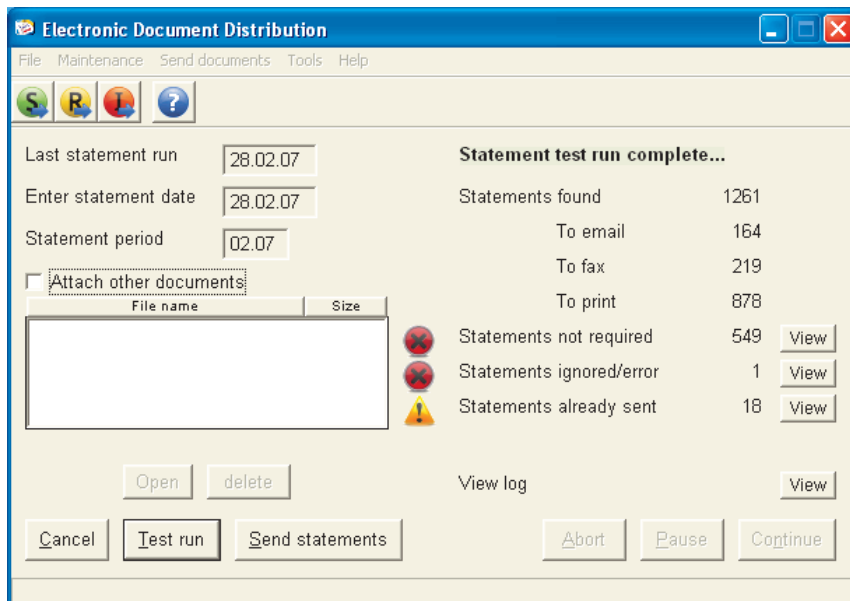 Electronic Document Distribution
File Maintenance Send documents Tools Help
S R I ?
Last statement run 28.02.07
Enter statement date 28.02.07
Statement period 02.07
Attach other documents
File name Size
Open delete
Cancel Test run Send statements
Statement test run complete...
Statements found 1261
To email 164
To fax 219
To print 878
Statements not required 549 View
Statements ignored/error 1 View
Statements already sent 18 View
View log View
Abort Pause Continue